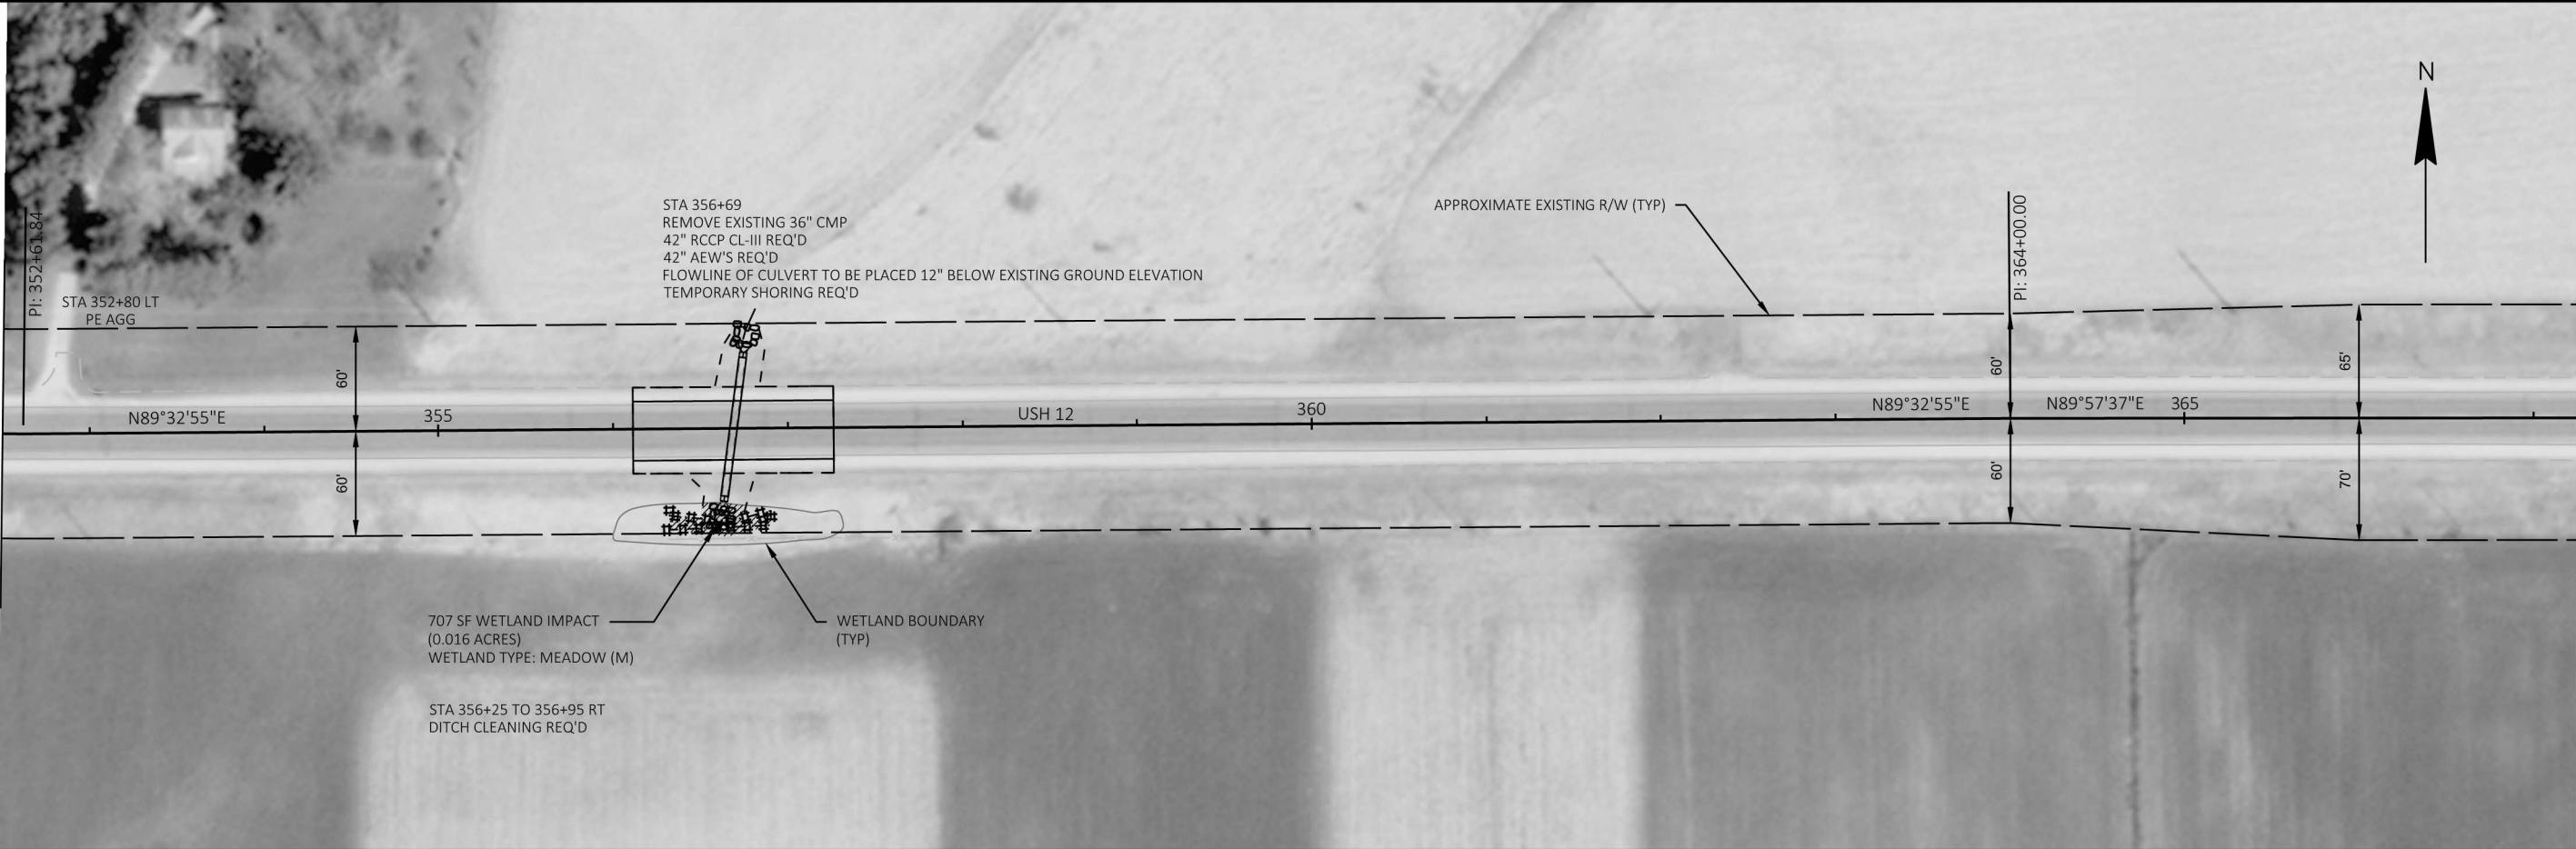 N
STA 356+69
REMOVE EXISTING 36" CMP
42" RCCP CL-III REQ'D
42" AEW'S REQ'D
FLOWLINE OF CULVERT TO BE PLACED 12" BELOW EXISTING GROUND ELEVATION
TEMPORARY SHORING REQ'D
APPROXIMATE EXISTING R/W (TYP)
PI: 352+61.84
PI: 364+00.00
STA 352+80 LT
PE AGG
60'
60'
65'
N89°32'55"E
355
USH 12
360
N89°32'55"E
N89°57'37"E
365
60'
60'
70'
707 SF WETLAND IMPACT
(0.016 ACRES)
WETLAND TYPE: MEADOW (M)
WETLAND BOUNDARY
(TYP)
STA 356+25 TO 356+95 RT
DITCH CLEANING REQ'D